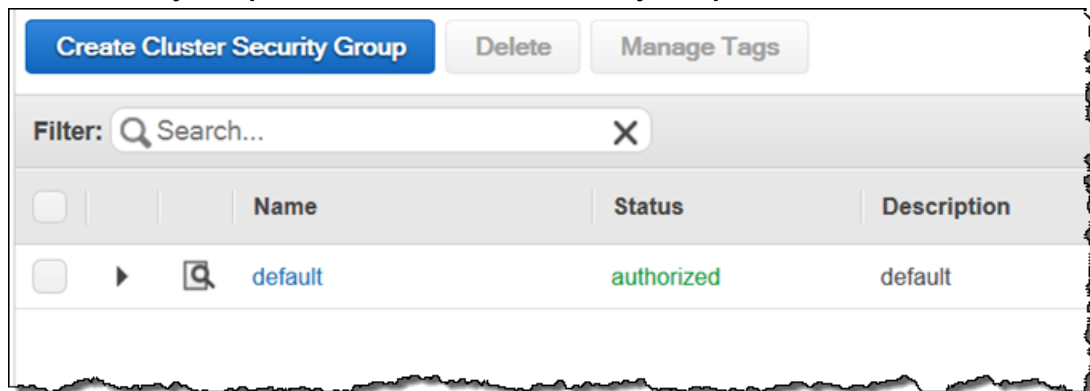 Create Cluster Security Group Delete Manage Tags
Filter: Search...
Name Status Description
default authorized default